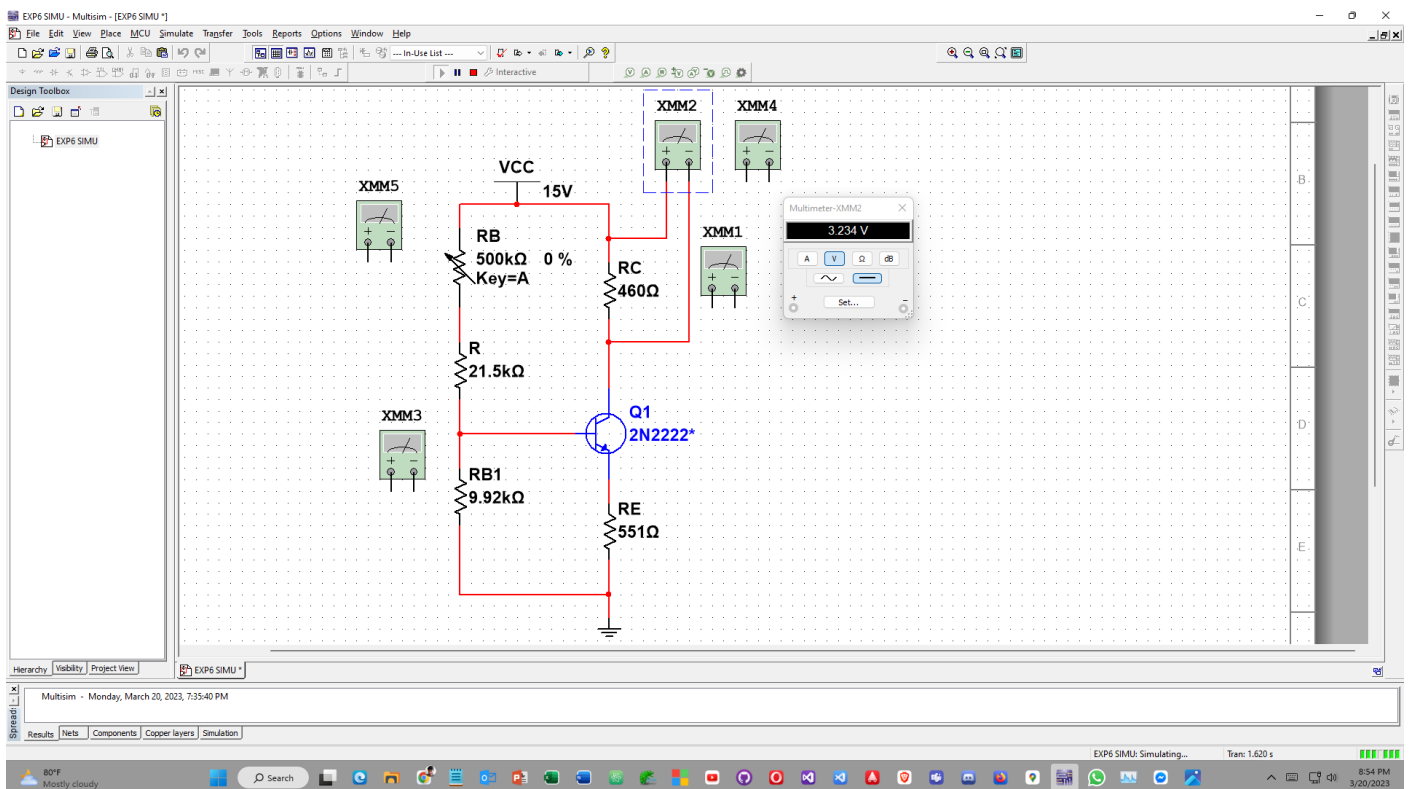 EXP6 SIMU - Multisim - [EXP6 SIMU *]
File Edit View Place MCU Simulate Transfer Tools Reports Options Window Help
--- In-Use List ---
Interactive
Design Toolbox
EXP6 SIMU
XMM2 XMM4
+ − + −
VCC
15V
XMM5
+ −
RB
500kΩ 0 %
Key=A
XMM1
+ −
RC
460Ω
Multimeter-XMM2
3.234 V
A V Ω dB
+ Set... −
R
21.5kΩ
XMM3
+ −
Q1
2N2222*
RB1
9.92kΩ
RE
551Ω
B
C
D
E
Hierarchy Visibility Project View
EXP6 SIMU *
Multisim - Monday, March 20, 2023, 7:35:40 PM
Results Nets Components Copper layers Simulation
EXP6 SIMU: Simulating... Tran: 1.620 s
80°F
Mostly cloudy
Search
8:54 PM
3/20/2023